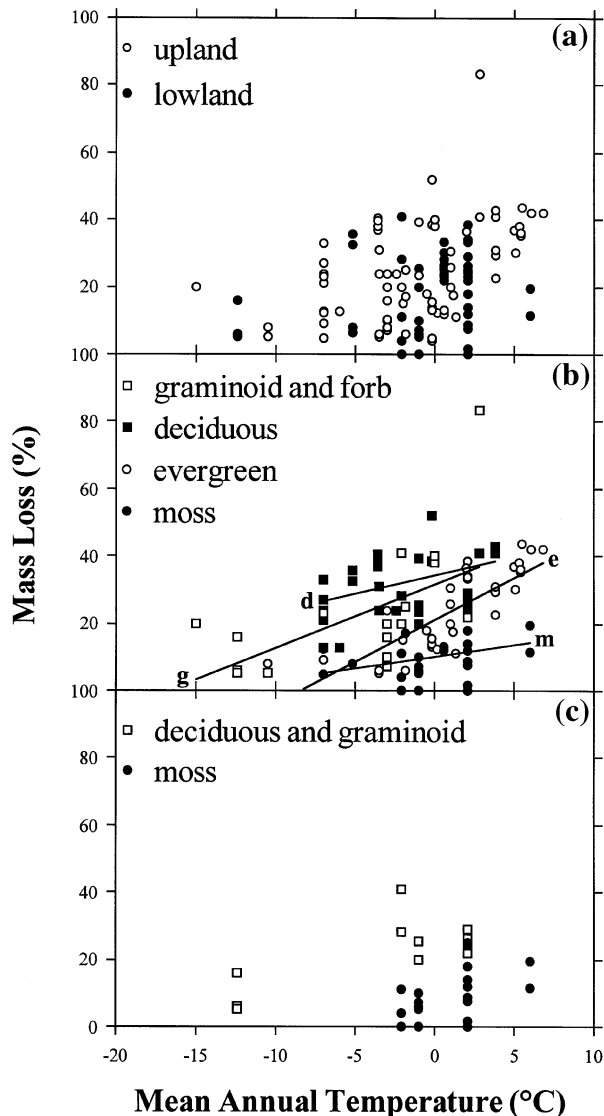 100
(a)
upland
lowland
80
60
40
20
100
(b)
graminoid and forb
deciduous
evergreen
moss
80
60
40
20
d
g
e
m
100
(c)
deciduous and graminoid
moss
80
60
40
20
0
-20 -15 -10 -5 0 5 10
Mass Loss (%)
Mean Annual Temperature (°C)